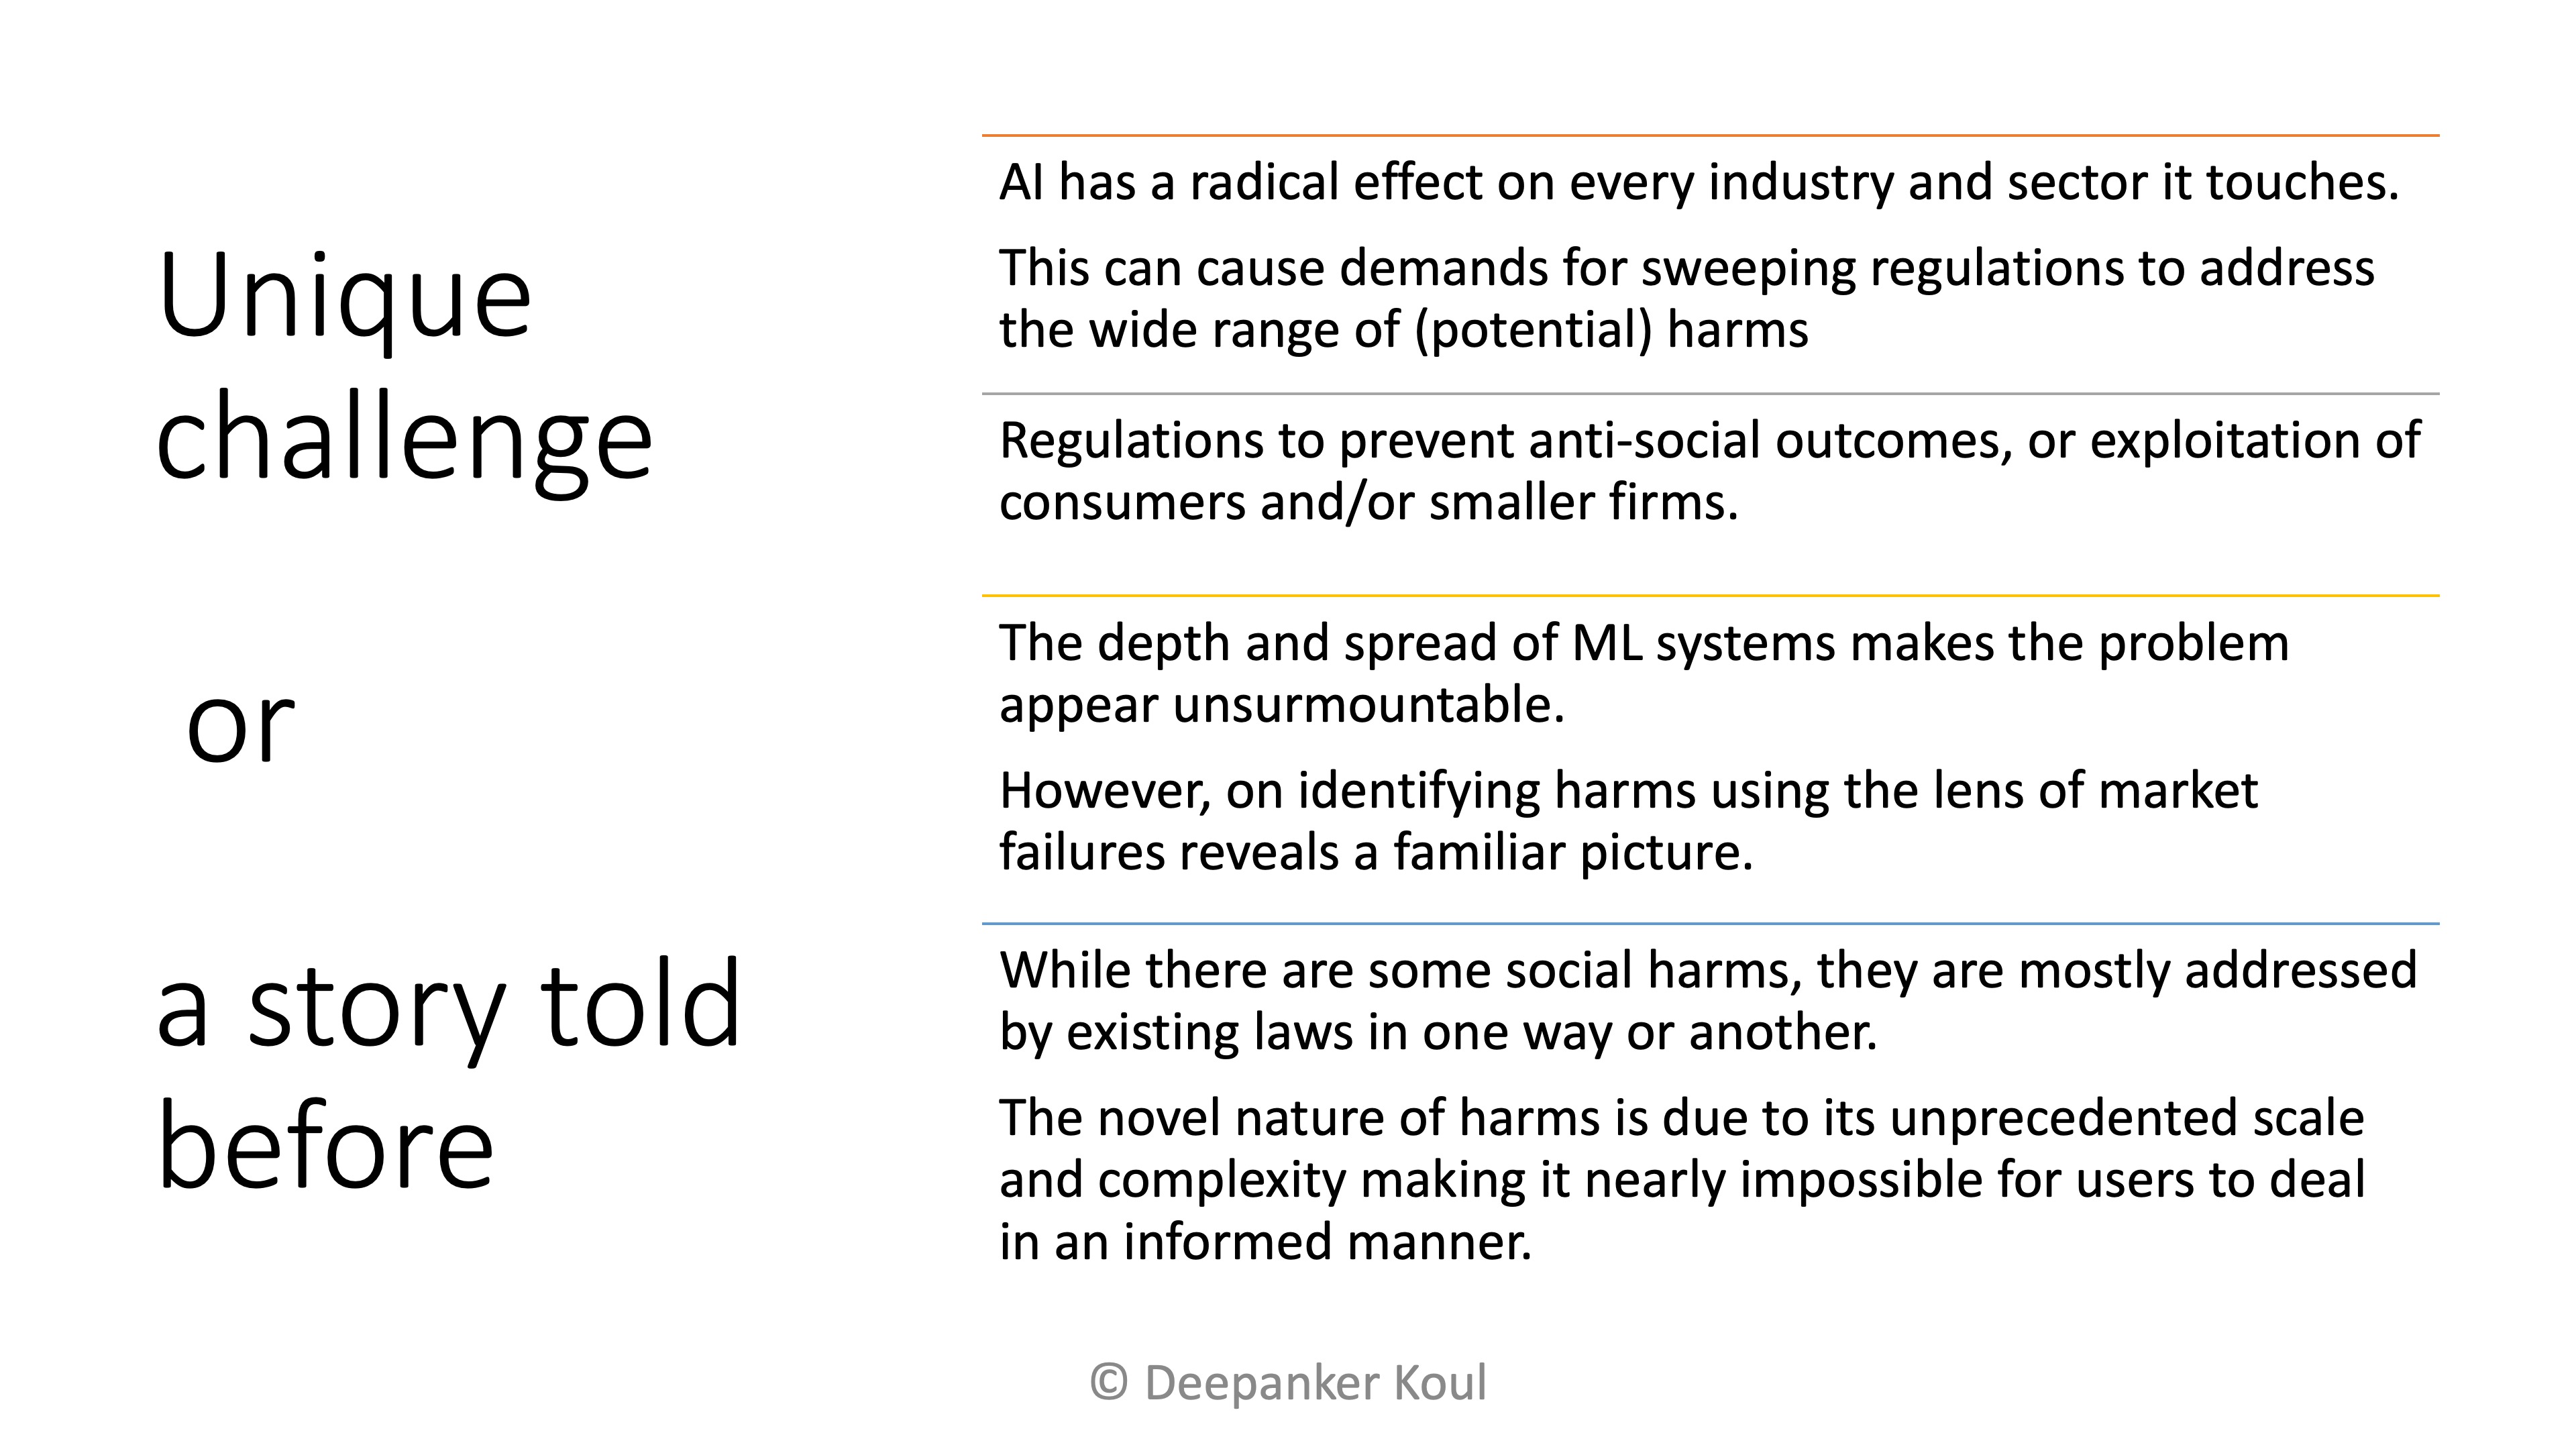 Unique
challenge
or
a story told
before
AI has a radical effect on every industry and sector it touches.
This can cause demands for sweeping regulations to address
the wide range of (potential) harms
Regulations to prevent anti-social outcomes, or exploitation of
consumers and/or smaller firms.
The depth and spread of ML systems makes the problem
appear unsurmountable.
However, on identifying harms using the lens of market
failures reveals a familiar picture.
While there are some social harms, they are mostly addressed
by existing laws in one way or another.
The novel nature of harms is due to its unprecedented scale
and complexity making it nearly impossible for users to deal
in an informed manner.
© Deepanker Koul